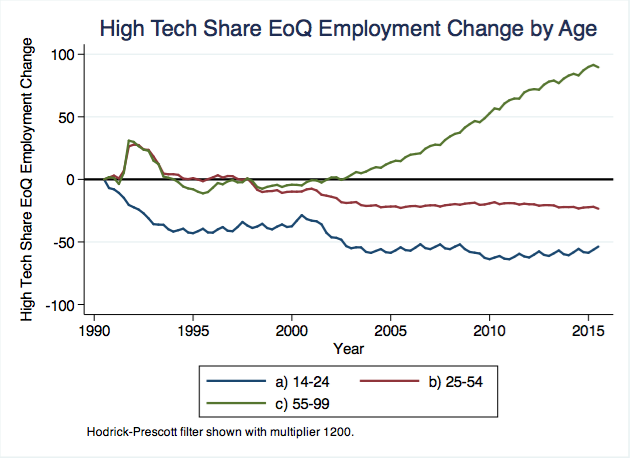 High Tech Share EoQ Employment Change by Age
High Tech Share EoQ Employment Change
100
50
0
-50
-100
1990 1995 2000 2005 2010 2015
Year
a) 14-24 b) 25-54
c) 55-99
Hodrick-Prescott filter shown with multiplier 1200.